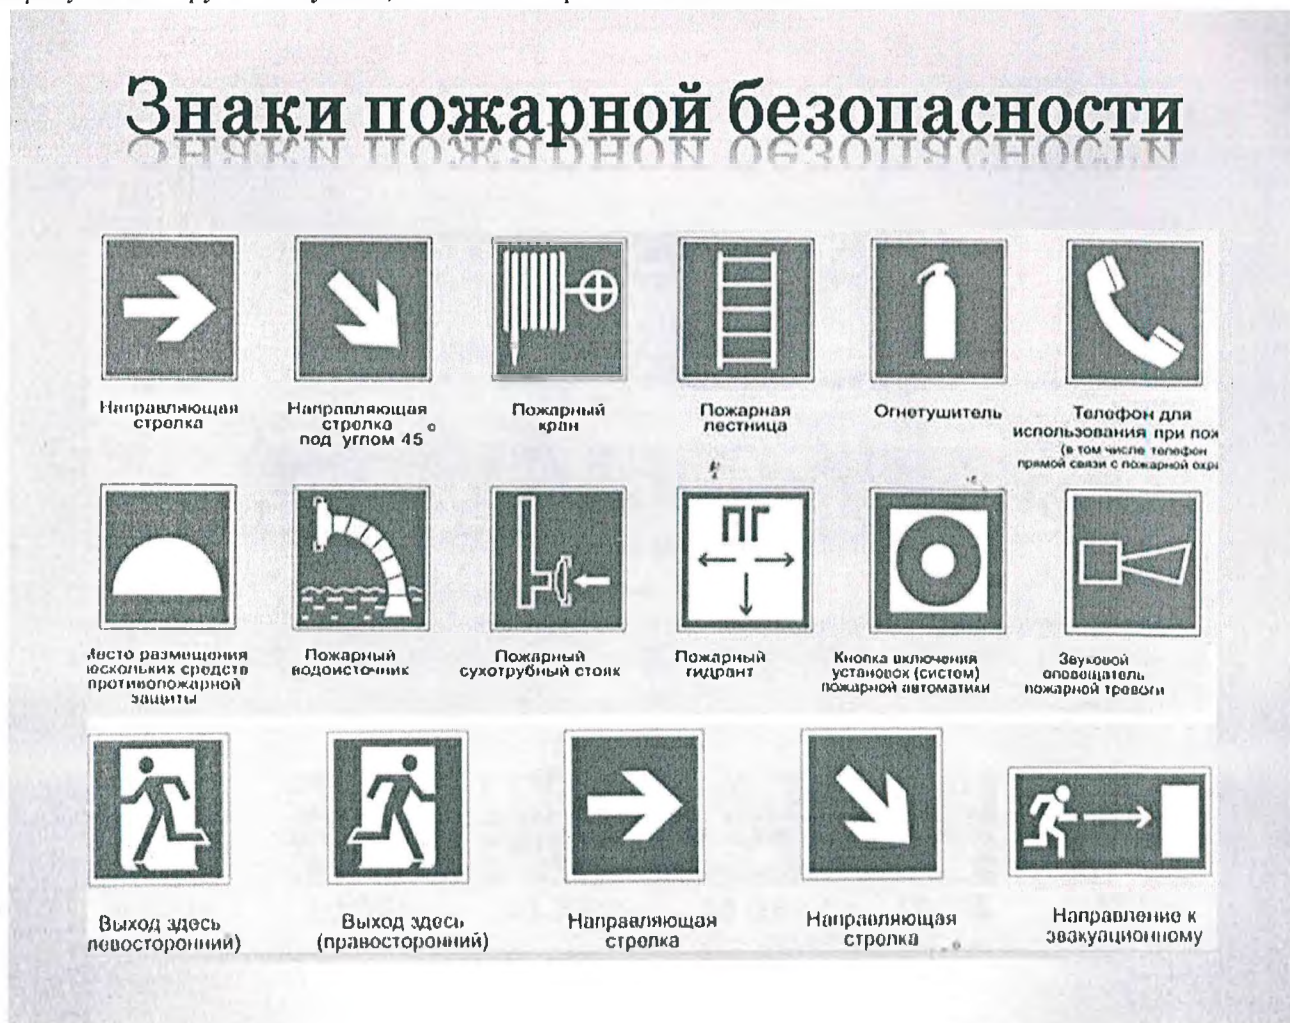 Знаки пожарной безопасности
Направляющая
стрелка
Направляющая
стрелка
под углом 45°
Пожарный
кран
Пожарная
лестница
Огнетушитель
Телефон для
использования при пож
(в том числе телефон
прямой связи с пожарной охра
место размещения
нескольких средств
противопожарной
защиты
Пожарный
водоисточник
Пожарный
сухотрубный стояк
ПГ
Пожарный
гидрант
Кнопка включения
установок (систем)
пожарной автоматики
Звуковой
оповещатель
пожарной тревоги
Выход здесь
левосторонний)
Выход здесь
(правосторонний)
Направляющая
стрелка
Направляющая
стрелка
Направление к
эвакуационному